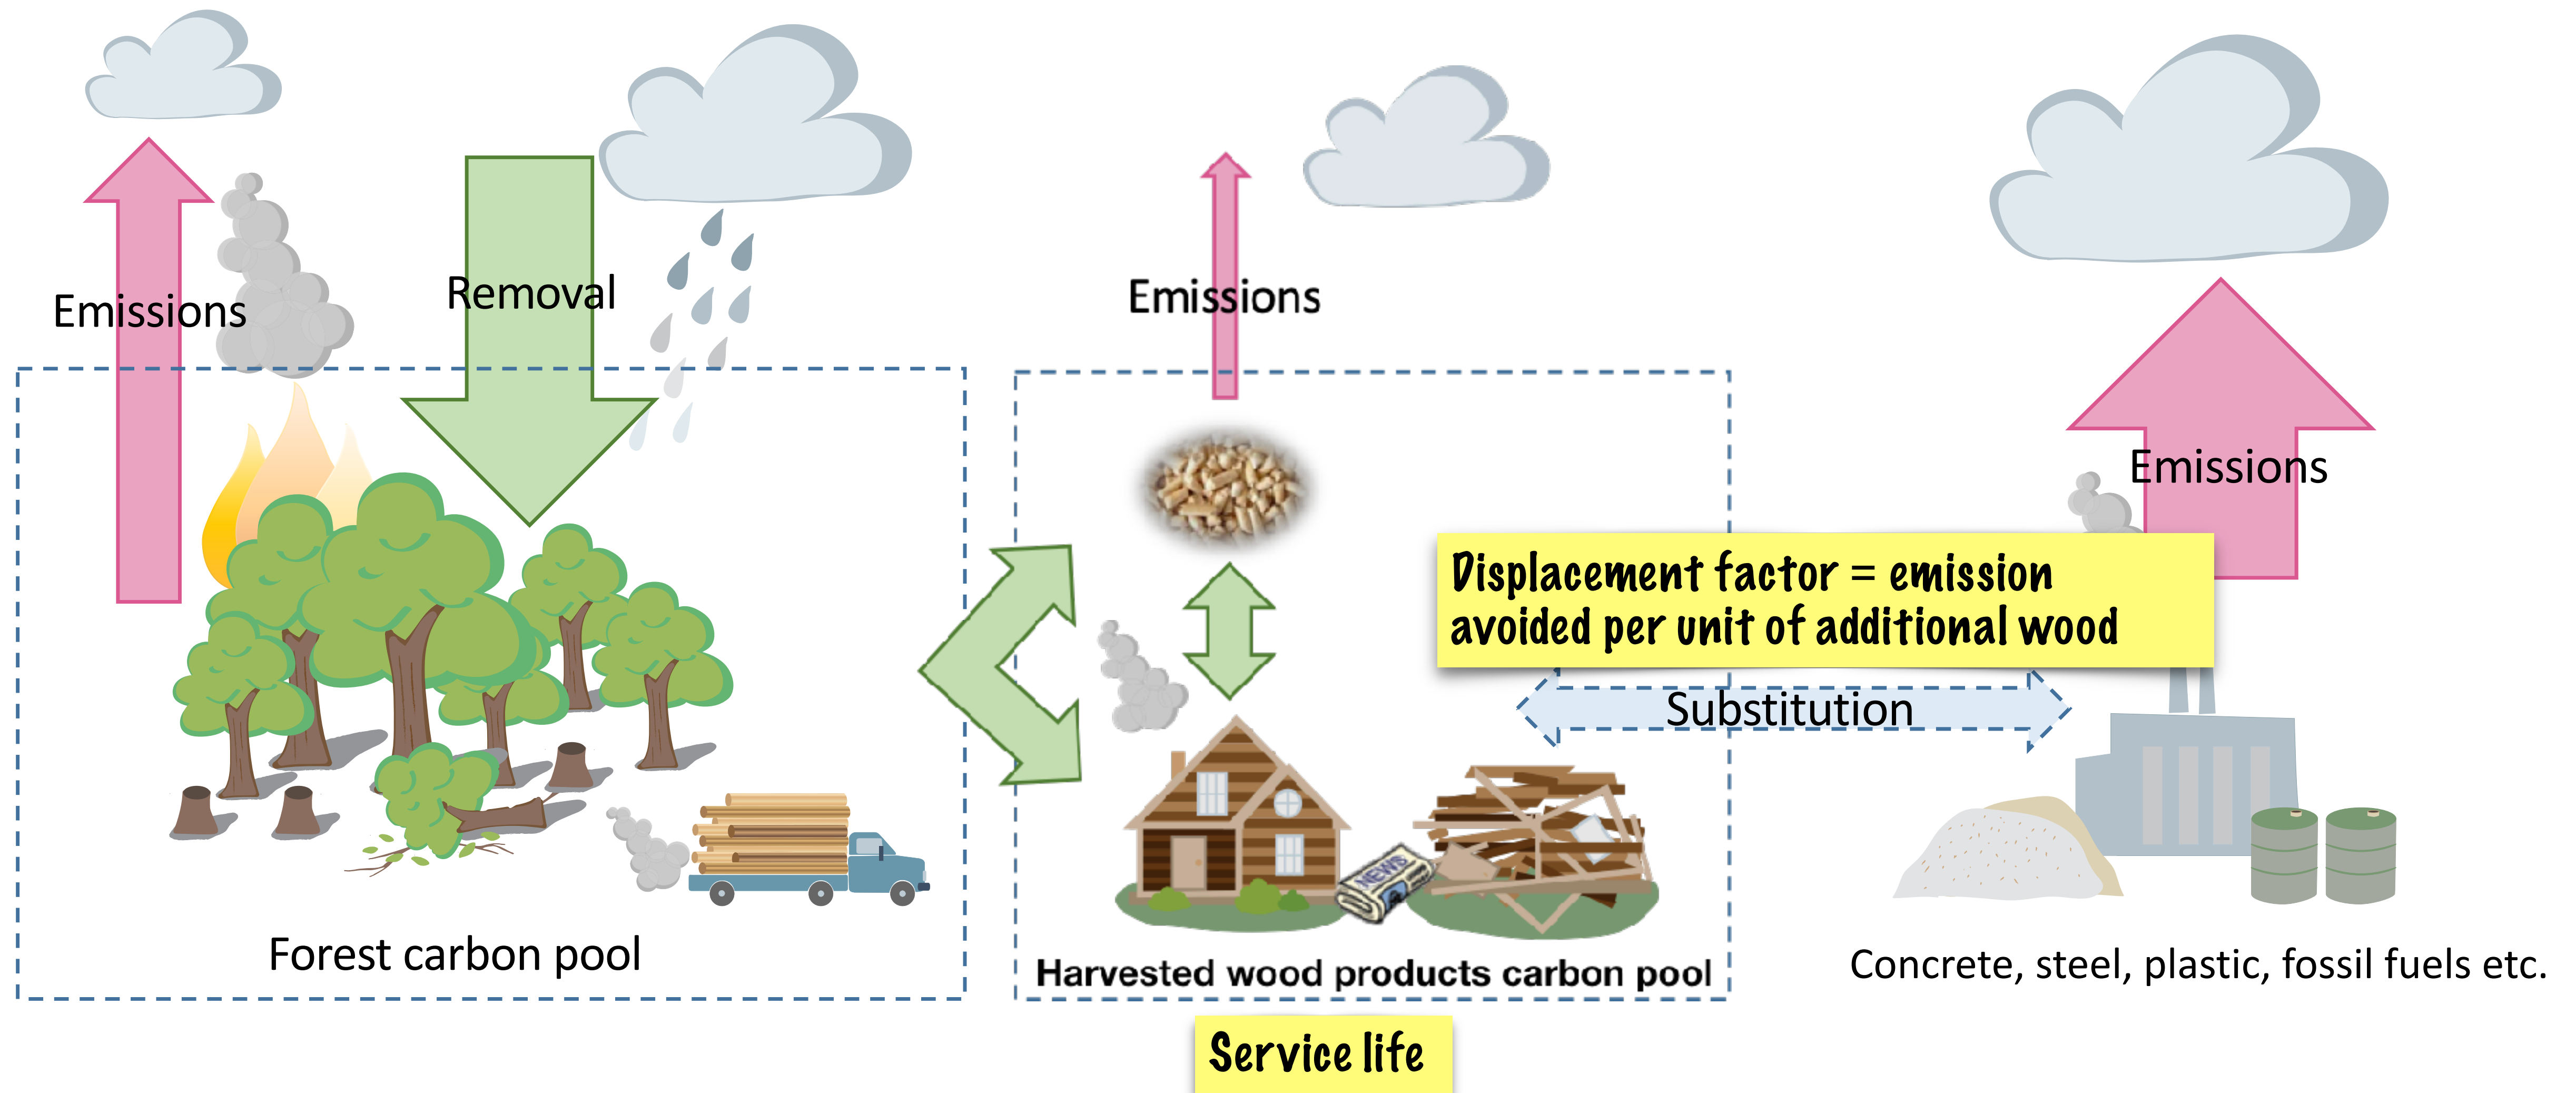 Emissions
Removal
Emissions
Emissions
Displacement factor = emission
avoided per unit of additional wood
Substitution
NEWS
Forest carbon pool
Harvested wood products carbon pool
Concrete, steel, plastic, fossil fuels etc.
Service life